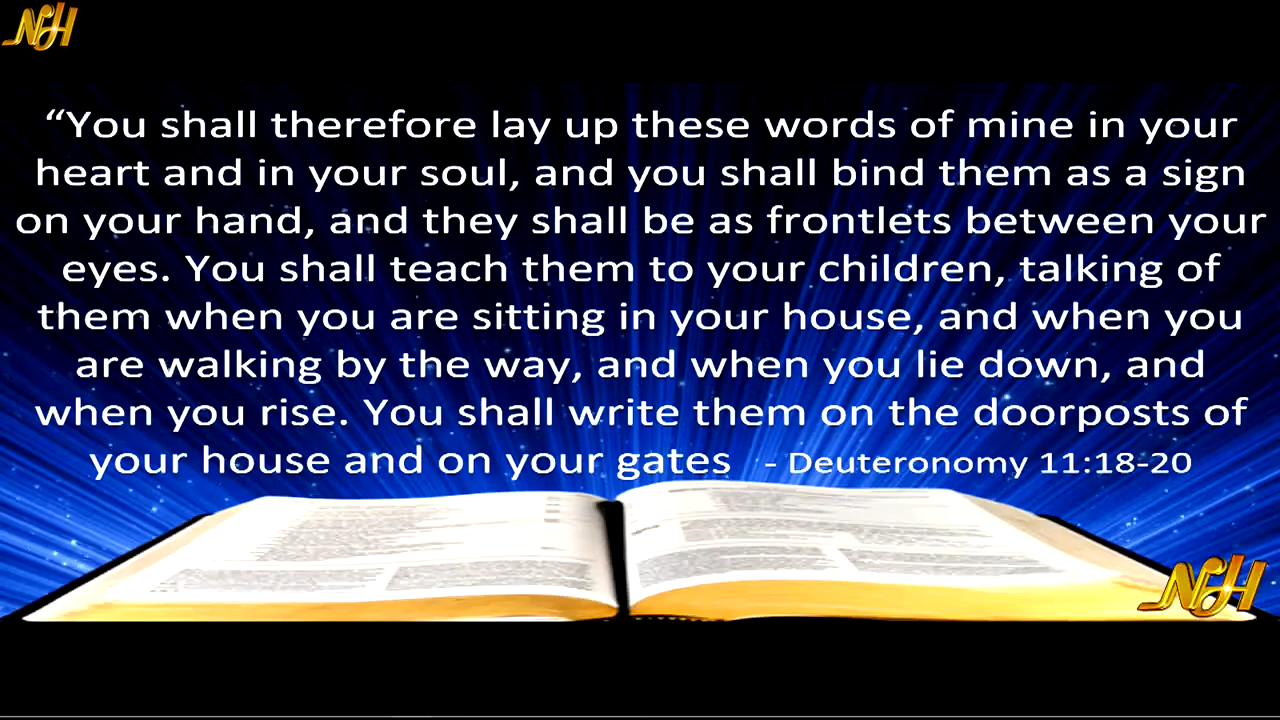 NH
“You shall therefore lay up these words of mine in your
heart and in your soul, and you shall bind them as a sign
on your hand, and they shall be as frontlets between your
eyes. You shall teach them to your children, talking of
them when you are sitting in your house, and when you
are walking by the way, and when you lie down, and
when you rise. You shall write them on the doorposts of
your house and on your gates - Deuteronomy 11:18-20
NH